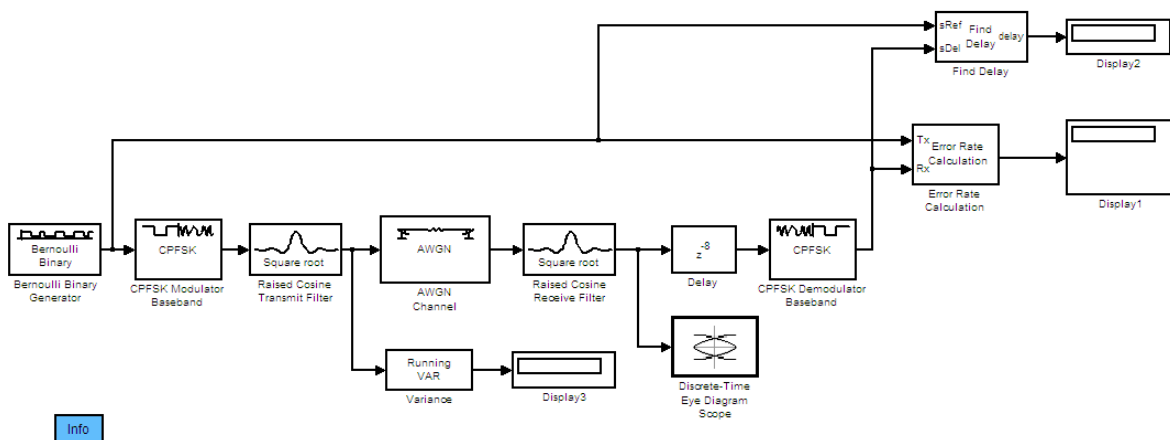 sRef
sDel
Find
Delay
delay
Find Delay
Display2
Tx
Rx
Error Rate
Calculation
Error Rate
Calculation
Display1
Bernoulli
Binary
Bernoulli Binary
Generator
CPFSK
CPFSK Modulator
Baseband
Square root
Raised Cosine
Transmit Filter
AWGN
AWGN
Channel
Square root
Raised Cosine
Receive Filter
z-8
Delay
CPFSK
CPFSK Demodulator
Baseband
Running
VAR
Variance
Display3
Discrete-Time
Eye Diagram
Scope
Info